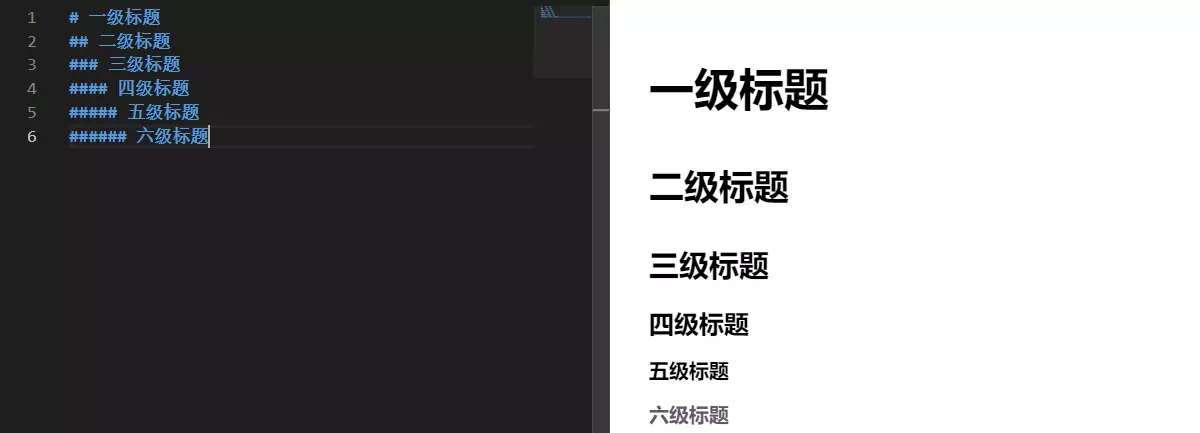 1 # 一级标题
2 ## 二级标题
3 ### 三级标题
4 #### 四级标题
5 ##### 五级标题
6 ###### 六级标题
一级标题
二级标题
三级标题
四级标题
五级标题
六级标题